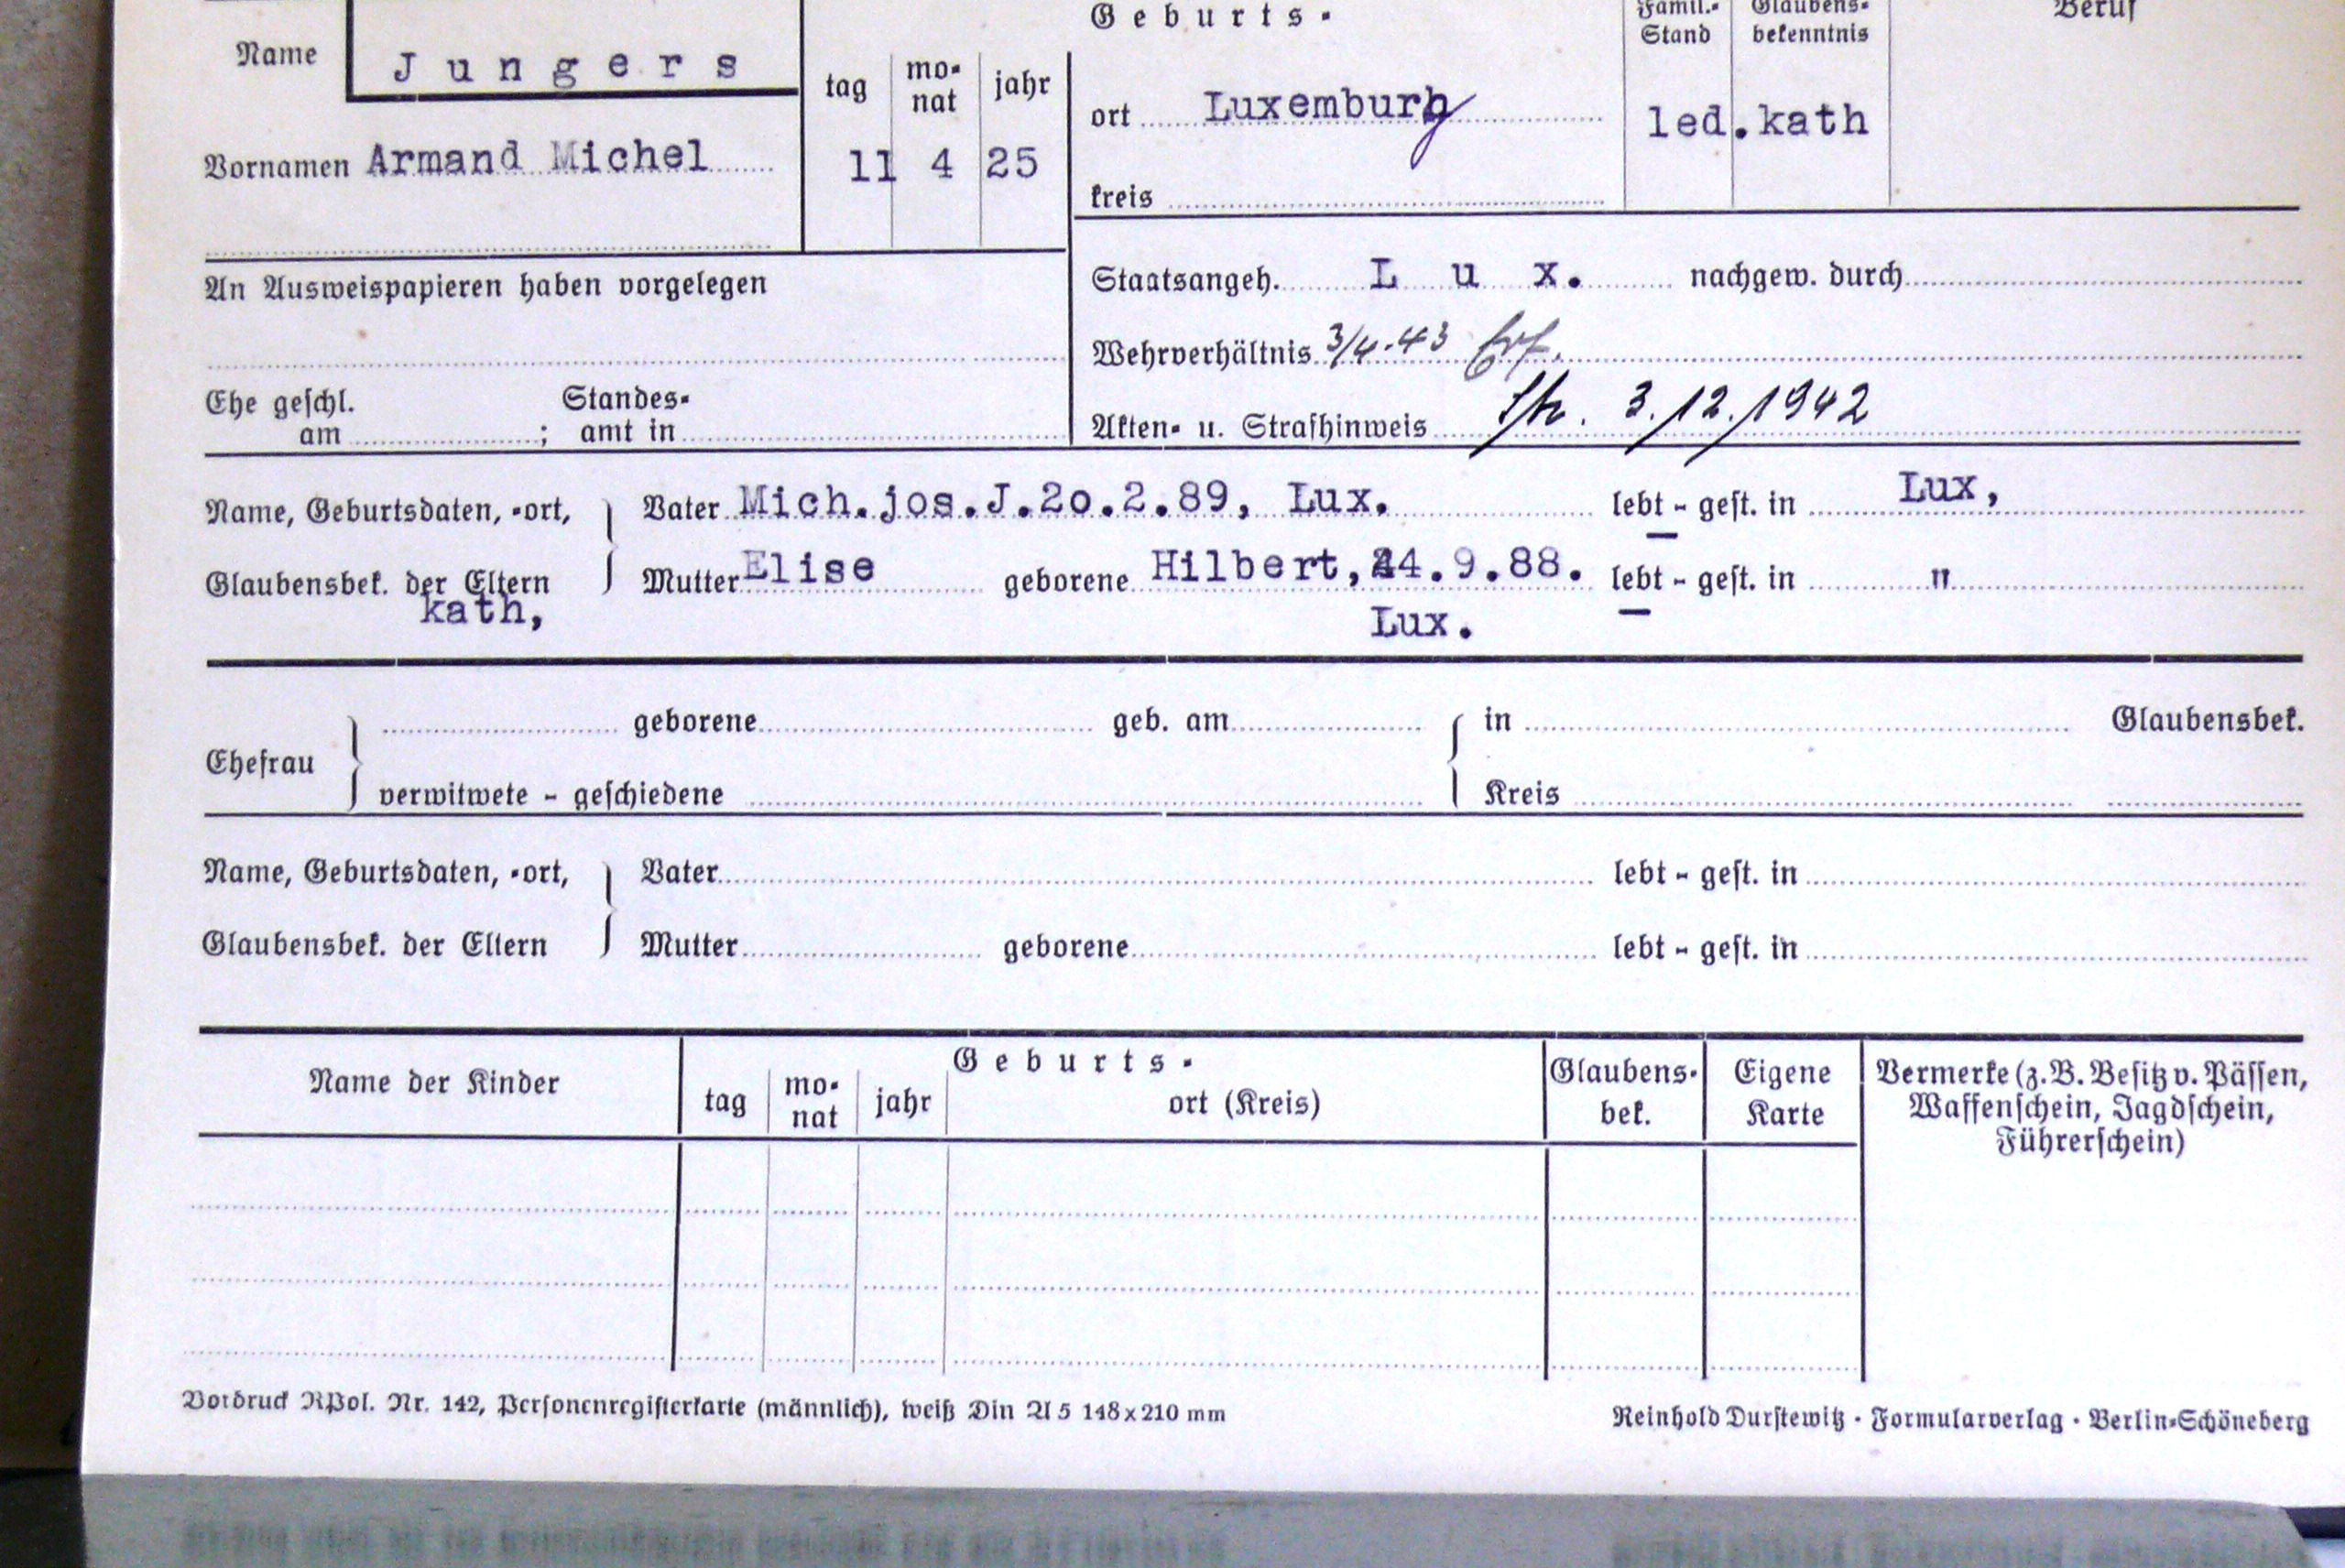 Geburts-
Famil.-
Stand
Glaubens-
bekenntnis
Beruf
Name Jungers
tag
mo-
nat
jahr
ort Luxemburg
led. kath
Vornamen Armand Michel
11 4 25
kreis
An Ausweispapieren haben vorgelegen
Staatsangeh. L u x. nachgew. durch
Wehrverhältnis 3/4.43
Ehe geschl.
am ; Standes-
amt in
Akten- u. Strafhinweis 3./12./1942
Name, Geburtsdaten, -ort, Vater Mich.jos.J.2o.2.89, Lux. lebt - gest. in Lux,
Glaubensbek. der Eltern Mutter Elise geborene Hilbert, 24.9.88. lebt - gest. in "
kath, Lux.
geborene geb. am in Glaubensbek.
Ehefrau
verwitwete - geschiedene Kreis
Name, Geburtsdaten, -ort, Vater lebt - gest. in
Glaubensbek. der Eltern Mutter geborene lebt - gest. in
Name der Kinder
Geburts-
tag
mo-
nat
jahr
ort (Kreis)
Glaubens-
bek.
Eigene
Karte
Vermerke (z.B. Besitz v. Pässen,
Waffenschein, Jagdschein,
Führerschein)
Vordruck RPol. Nr. 142, Personenregisterkarte (männlich), weiß Din A 5 148x210 mm
Reinhold Durstewitz · Formularverlag · Berlin-Schöneberg